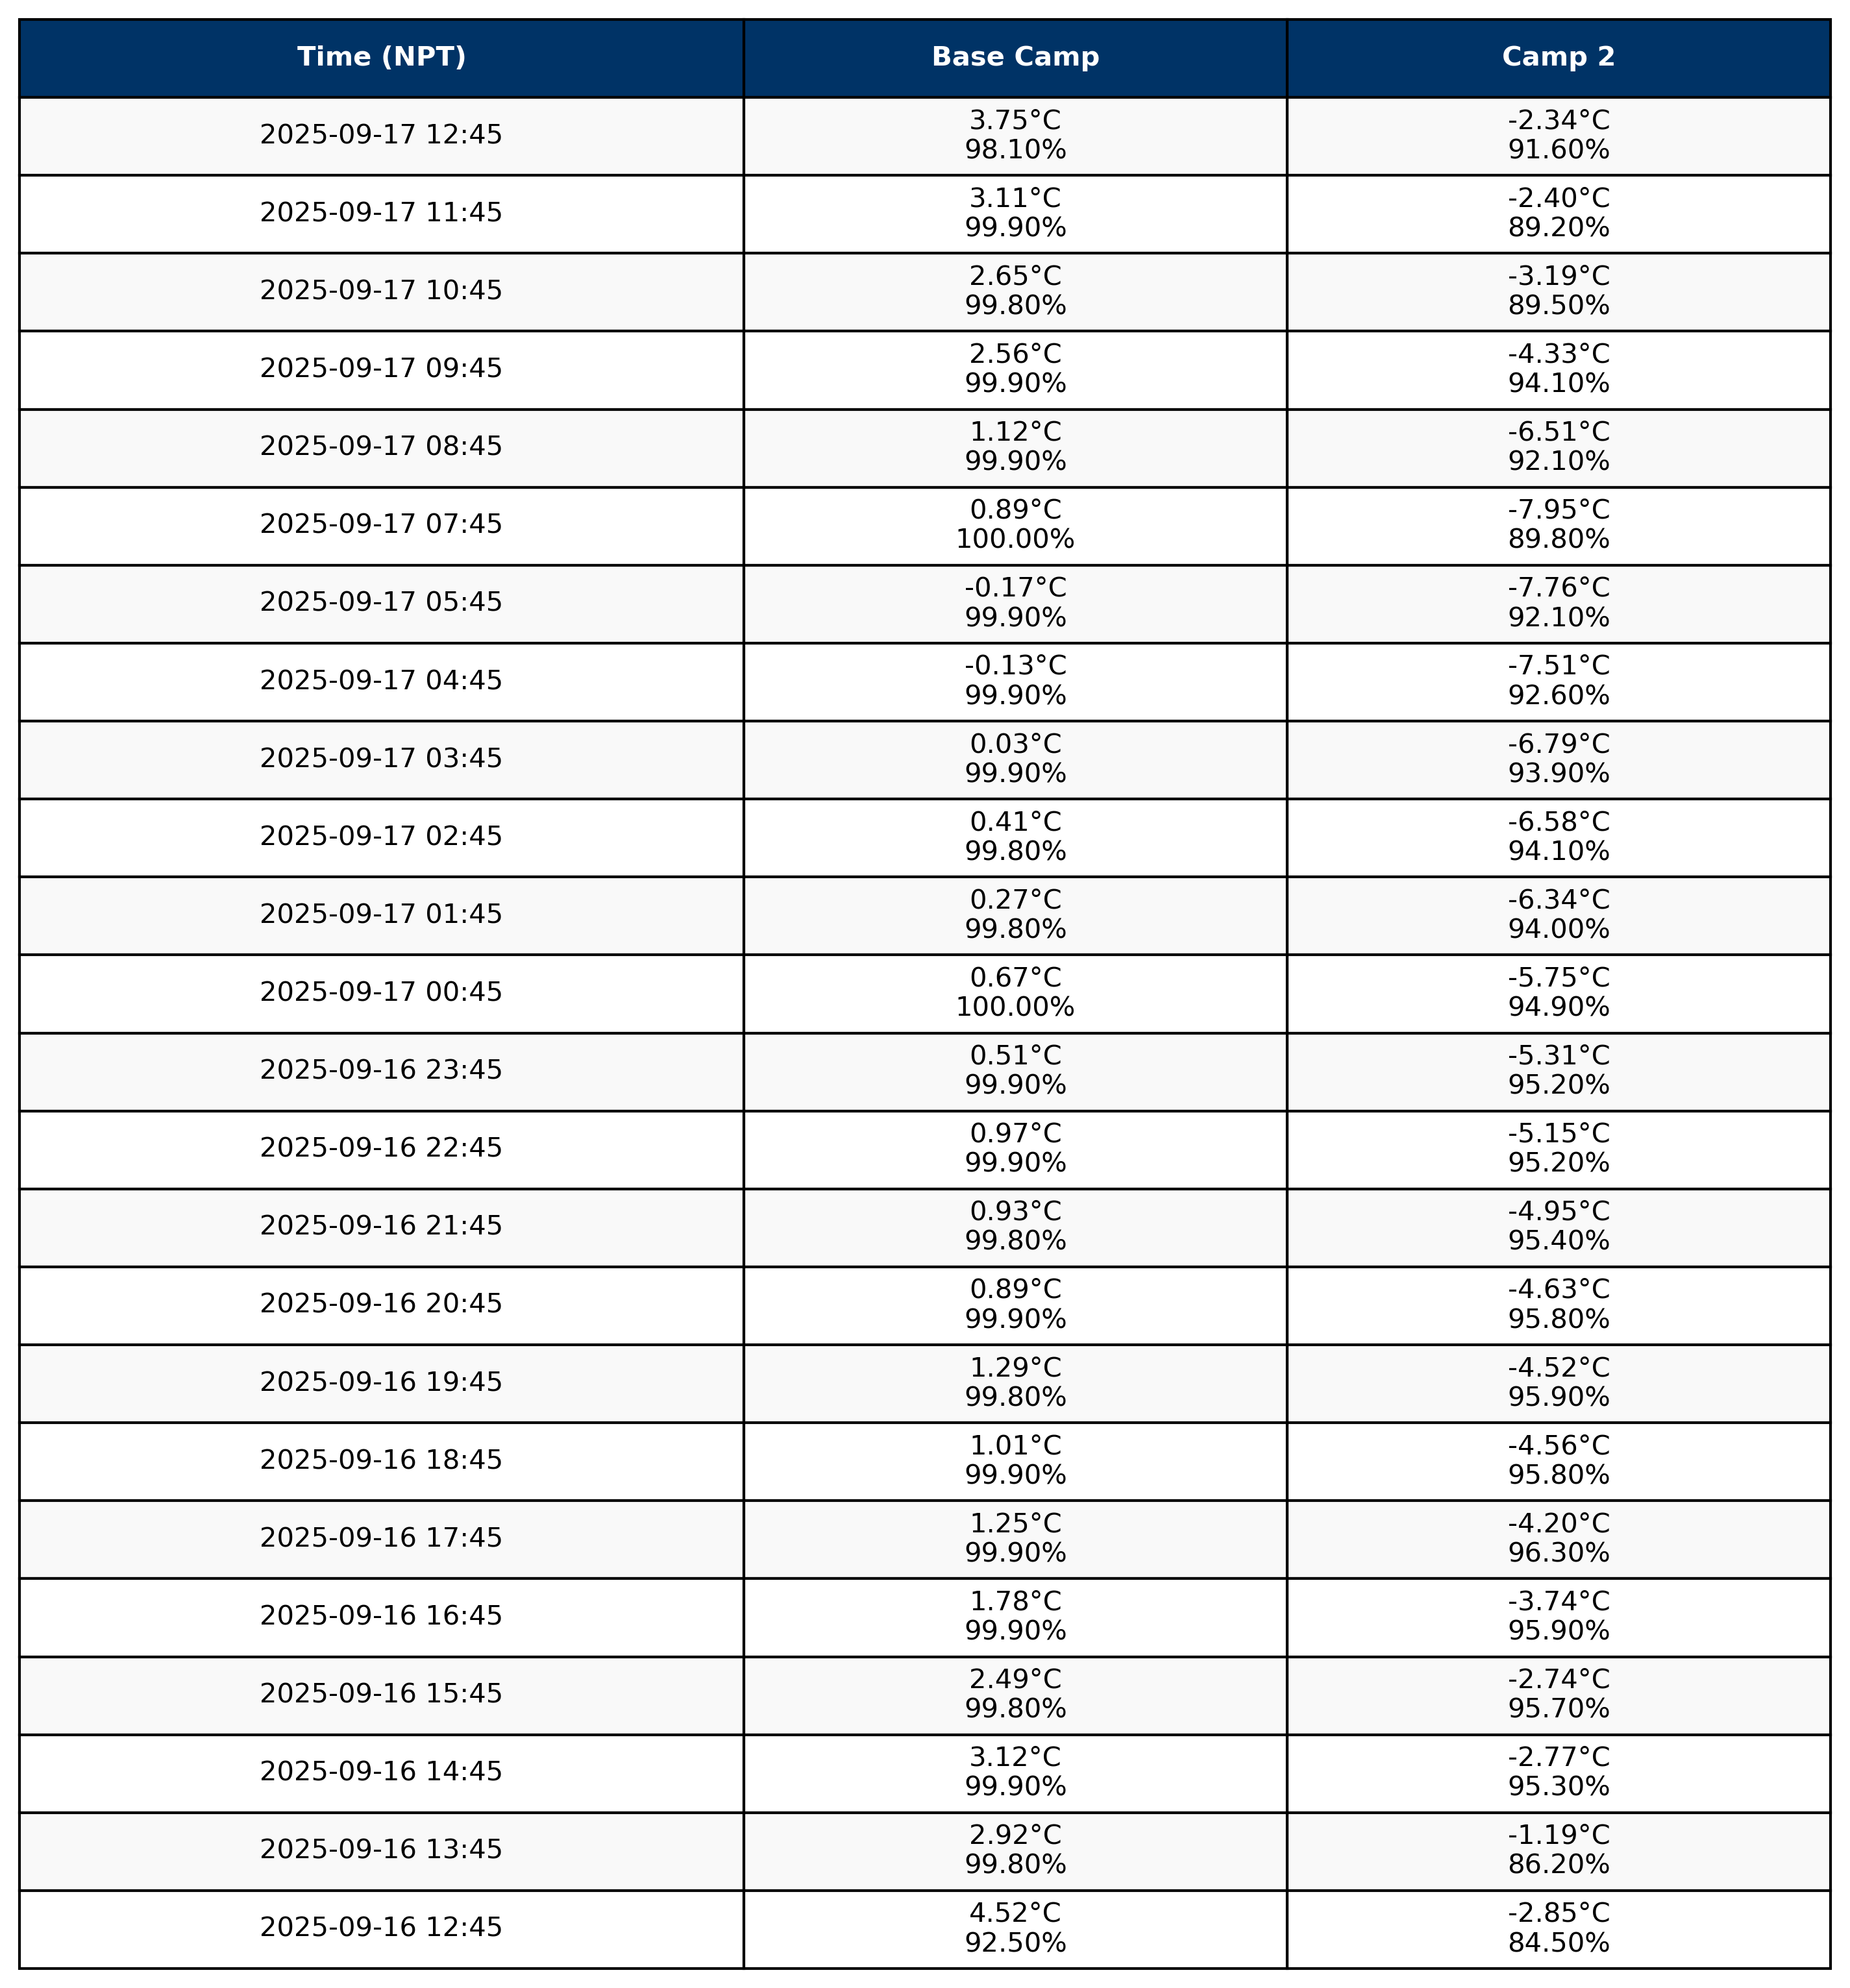 Time (NPT) Base Camp Camp 2
2025-09-17 12:45 3.75°C -2.34°C
98.10% 91.60%
2025-09-17 11:45 3.11°C -2.40°C
99.90% 89.20%
2025-09-17 10:45 2.65°C -3.19°C
99.80% 89.50%
2025-09-17 09:45 2.56°C -4.33°C
99.90% 94.10%
2025-09-17 08:45 1.12°C -6.51°C
99.90% 92.10%
2025-09-17 07:45 0.89°C -7.95°C
100.00% 89.80%
2025-09-17 05:45 -0.17°C -7.76°C
99.90% 92.10%
2025-09-17 04:45 -0.13°C -7.51°C
99.90% 92.60%
2025-09-17 03:45 0.03°C -6.79°C
99.90% 93.90%
2025-09-17 02:45 0.41°C -6.58°C
99.80% 94.10%
2025-09-17 01:45 0.27°C -6.34°C
99.80% 94.00%
2025-09-17 00:45 0.67°C -5.75°C
100.00% 94.90%
2025-09-16 23:45 0.51°C -5.31°C
99.90% 95.20%
2025-09-16 22:45 0.97°C -5.15°C
99.90% 95.20%
2025-09-16 21:45 0.93°C -4.95°C
99.80% 95.40%
2025-09-16 20:45 0.89°C -4.63°C
99.90% 95.80%
2025-09-16 19:45 1.29°C -4.52°C
99.80% 95.90%
2025-09-16 18:45 1.01°C -4.56°C
99.90% 95.80%
2025-09-16 17:45 1.25°C -4.20°C
99.90% 96.30%
2025-09-16 16:45 1.78°C -3.74°C
99.90% 95.90%
2025-09-16 15:45 2.49°C -2.74°C
99.80% 95.70%
2025-09-16 14:45 3.12°C -2.77°C
99.90% 95.30%
2025-09-16 13:45 2.92°C -1.19°C
99.80% 86.20%
2025-09-16 12:45 4.52°C -2.85°C
92.50% 84.50%